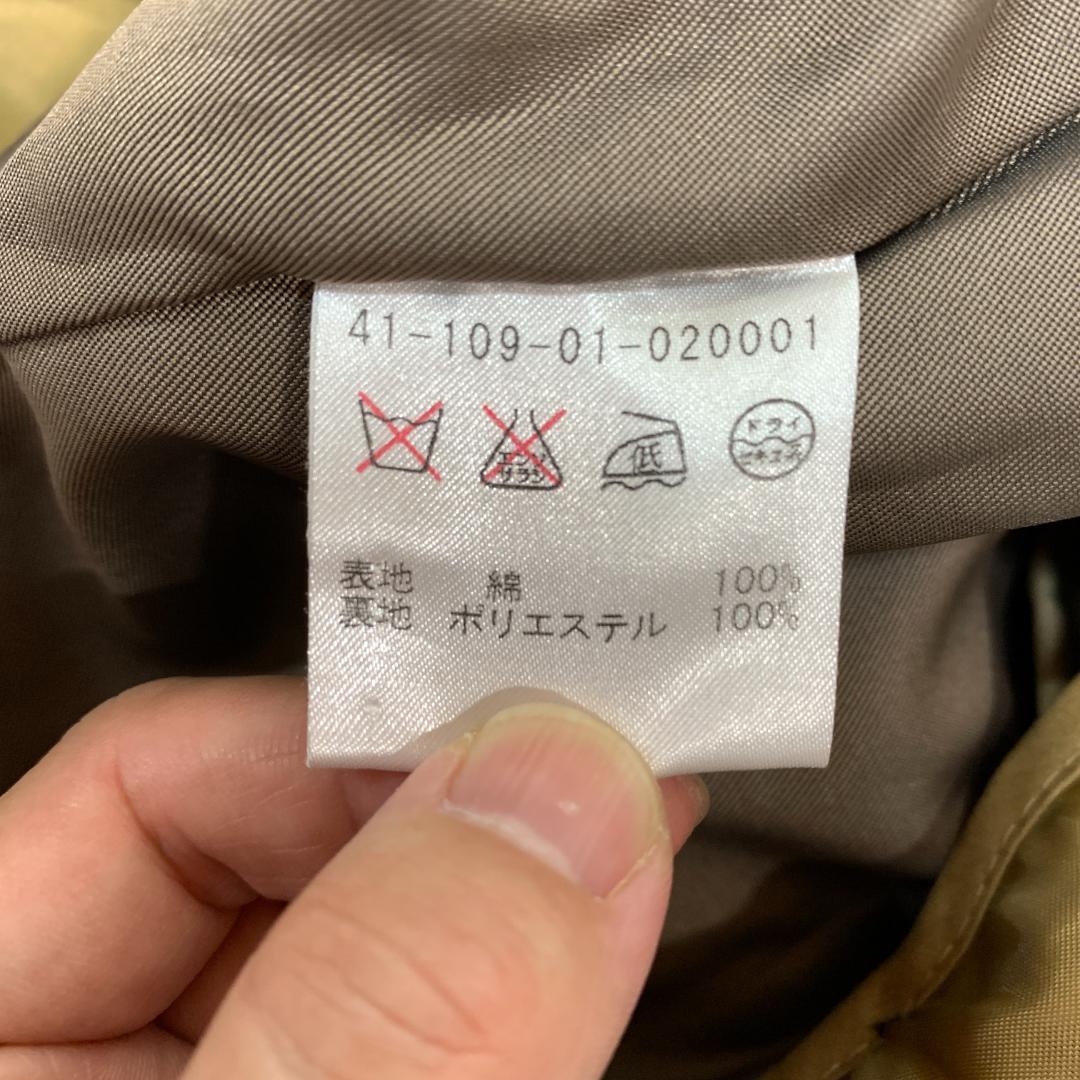 41-109-01-020001
エンソ サラシ
低
ドライ セキユ系
表地 綿 100%
裏地 ポリエステル 100%